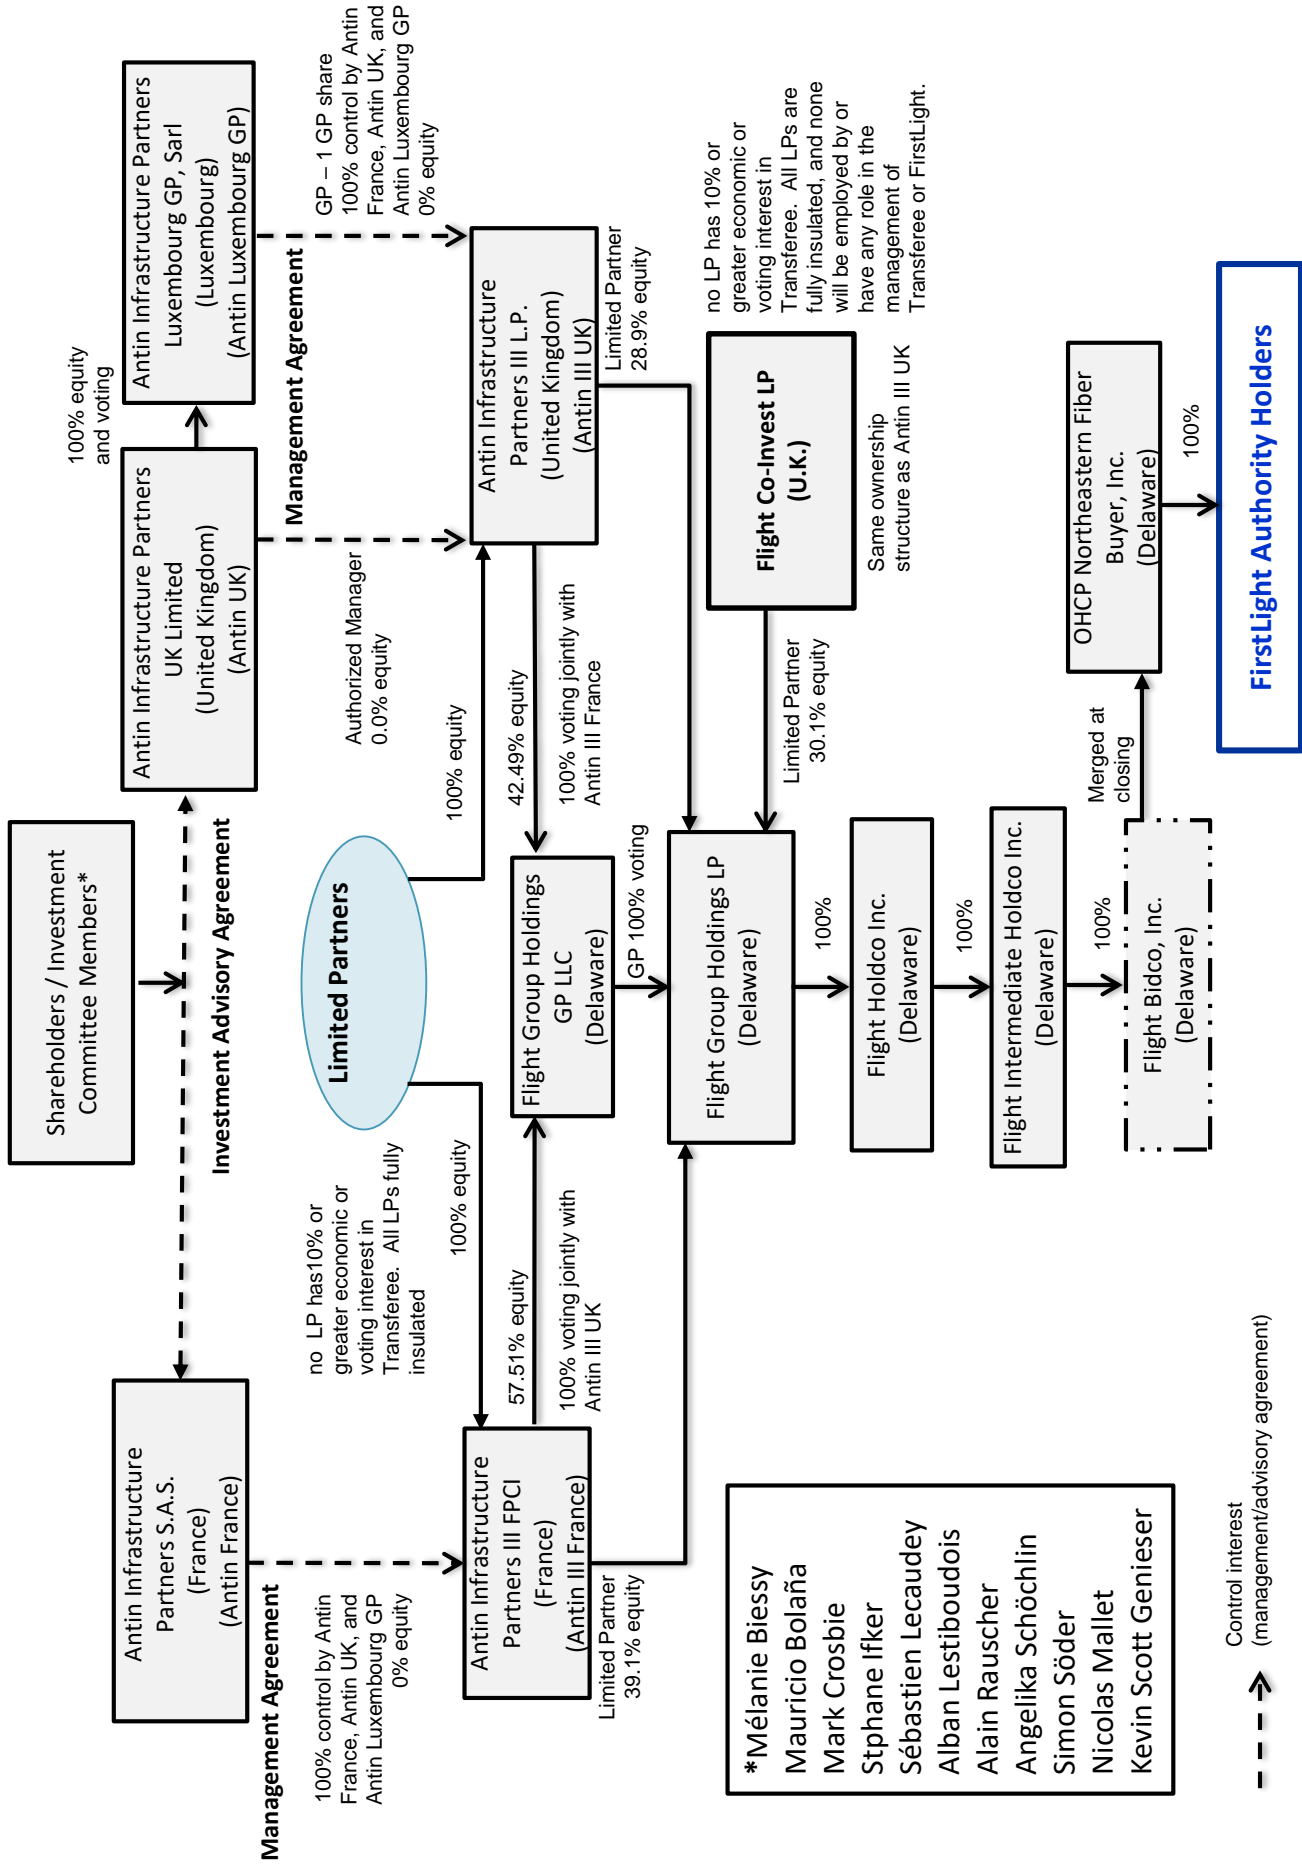 Shareholders / Investment
Committee Members*
Antin Infrastructure
Partners S.A.S.
(France)
(Antin France)
Investment Advisory Agreement
Antin Infrastructure Partners
UK Limited
(United Kingdom)
(Antin UK)
100% equity
and voting
Antin Infrastructure Partners
Luxembourg GP, Sarl
(Luxembourg)
(Antin Luxembourg GP)
Management Agreement
100% control by Antin
France, Antin UK, and
Antin Luxembourg GP
0% equity
no LP has10% or
greater economic or
voting interest in
Transferee. All LPs fully
insulated
Limited Partners
Authorized Manager
0.0% equity
Management Agreement
GP – 1 GP share
100% control by Antin
France, Antin UK, and
Antin Luxembourg GP
0% equity
100% equity
100% equity
Antin Infrastructure
Partners III FPCI
(France)
(Antin III France)
57.51% equity
100% voting jointly with
Antin III UK
Flight Group Holdings
GP LLC
(Delaware)
42.49% equity
100% voting jointly with
Antin III France
Antin Infrastructure
Partners III L.P.
(United Kingdom)
(Antin III UK)
Limited Partner
39.1% equity
GP 100% voting
Limited Partner
28.9% equity
Flight Group Holdings LP
(Delaware)
Limited Partner
30.1% equity
Flight Co-Invest LP
(U.K.)
Same ownership
structure as Antin III UK
no LP has 10% or
greater economic or
voting interest in
Transferee. All LPs are
fully insulated, and none
will be employed by or
have any role in the
management of
Transferee or FirstLight.
100%
Flight Holdco Inc.
(Delaware)
100%
Flight Intermediate Holdco Inc.
(Delaware)
100%
Flight Bidco, Inc.
(Delaware)
Merged at
closing
OHCP Northeastern Fiber
Buyer, Inc.
(Delaware)
100%
FirstLight Authority Holders
*Mélanie Biessy
Mauricio Bolaña
Mark Crosbie
Stphane Ifker
Sébastien Lecaudey
Alban Lestiboudois
Alain Rauscher
Angelika Schöchlin
Simon Söder
Nicolas Mallet
Kevin Scott Genieser
Control interest
(management/advisory agreement)